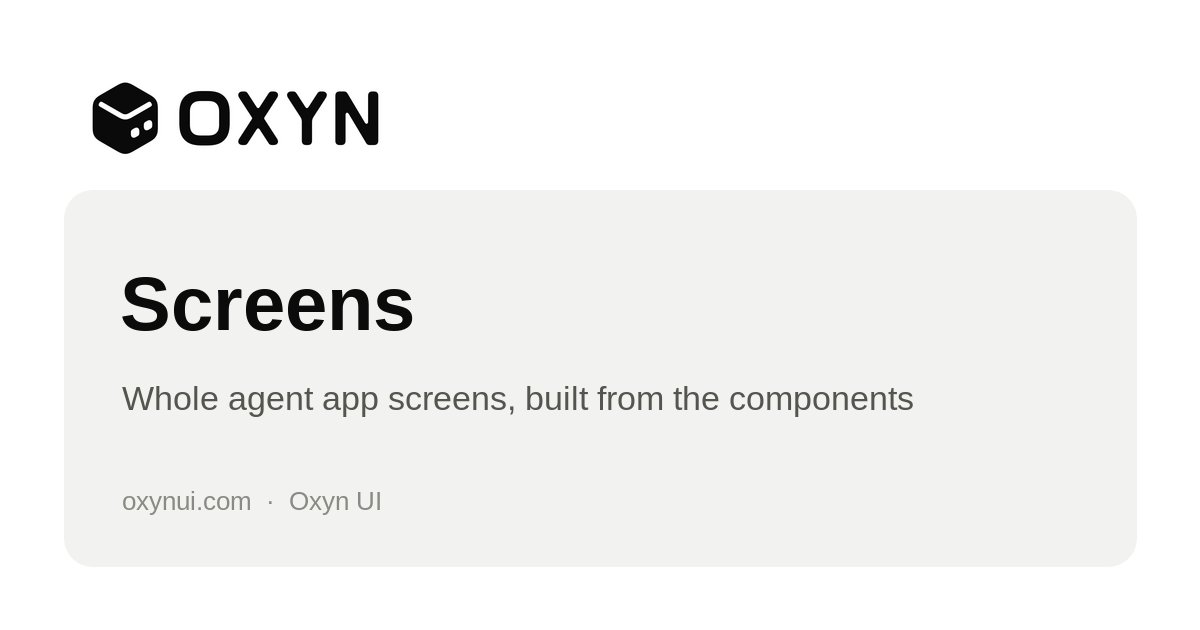 OXYN
Screens
Whole agent app screens, built from the components
oxynui.com · Oxyn UI